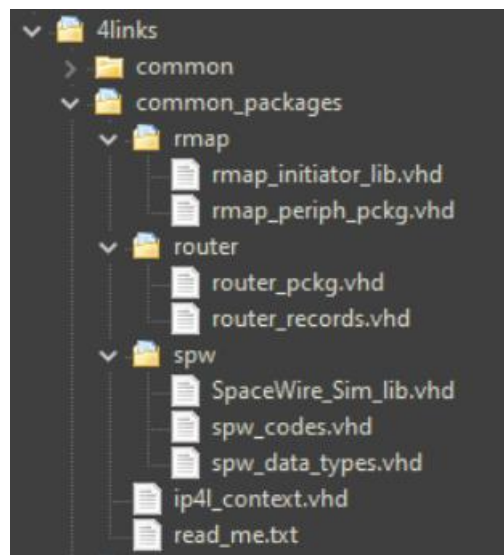 4links
common
common_packages
rmap
rmap_initiator_lib.vhd
rmap_periph_pckg.vhd
router
router_pckg.vhd
router_records.vhd
spw
SpaceWire_Sim_lib.vhd
spw_codes.vhd
spw_data_types.vhd
ip4l_context.vhd
read_me.txt